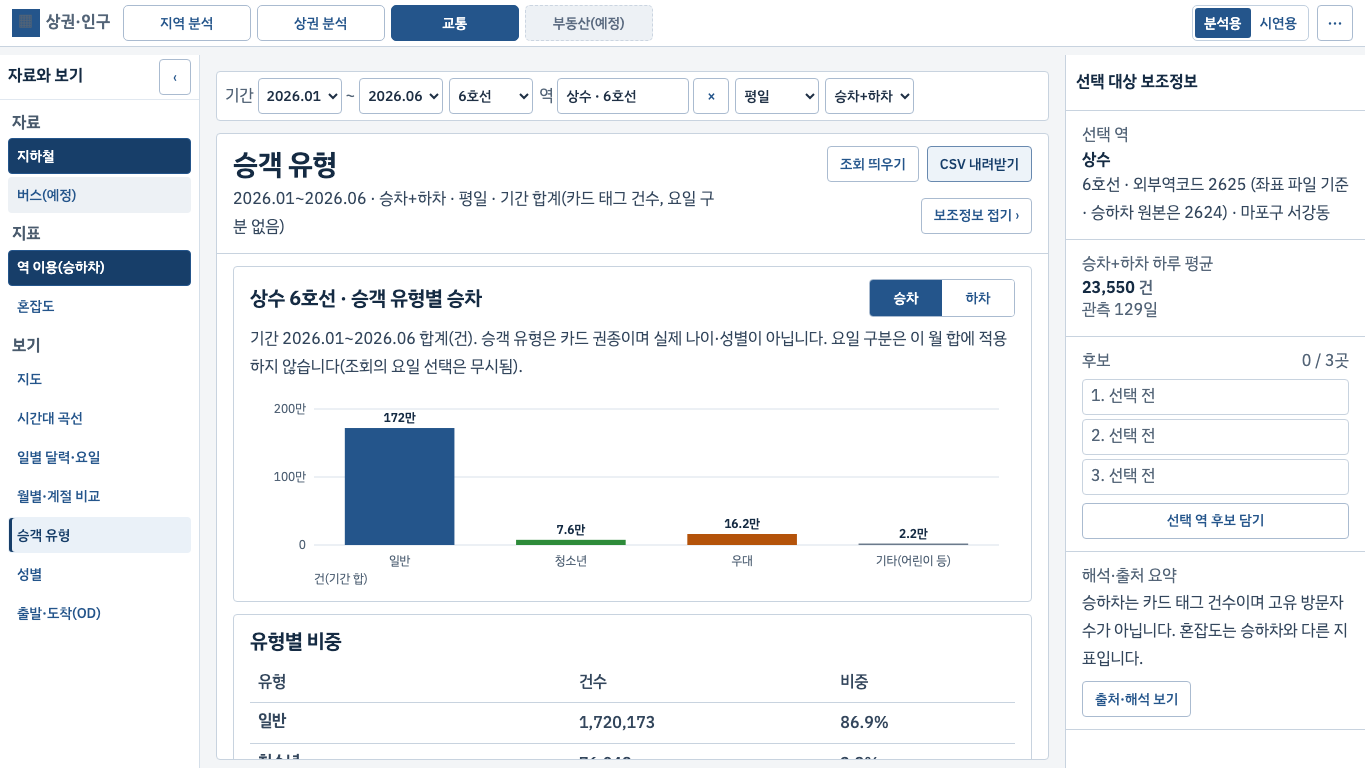 상권·인구
지역 분석
상권 분석
교통
부동산(예정)
분석용
시연용
···
자료와 보기
‹
자료
지하철
버스(예정)
지표
역 이용(승하차)
혼잡도
보기
지도
시간대 곡선
일별 달력·요일
월별·계절 비교
승객 유형
성별
출발·도착(OD)
기간 2026.01 ~ 2026.06 6호선 역 상수 · 6호선 × 평일 승차+하차
승객 유형
조회 띄우기
CSV 내려받기
2026.01~2026.06 · 승차+하차 · 평일 · 기간 합계(카드 태그 건수, 요일 구
분 없음)
보조정보 접기 ›
상수 6호선 · 승객 유형별 승차
승차
하차
기간 2026.01~2026.06 합계(건). 승객 유형은 카드 권종이며 실제 나이·성별이 아닙니다. 요일 구분은 이 월 합에 적용
하지 않습니다(조회의 요일 선택은 무시됨).
200만
100만
0
172만
7.6만
16.2만
2.2만
일반
청소년
우대
기타(어린이 등)
건(기간 합)
유형별 비중
유형 건수 비중
일반 1,720,173 86.9%
선택 대상 보조정보
선택 역
상수
6호선 · 외부역코드 2625 (좌표 파일 기준
· 승하차 원본은 2624) · 마포구 서강동
승차+하차 하루 평균
23,550 건
관측 129일
후보 0 / 3곳
1. 선택 전
2. 선택 전
3. 선택 전
선택 역 후보 담기
해석·출처 요약
승하차는 카드 태그 건수이며 고유 방문자
수가 아닙니다. 혼잡도는 승하차와 다른 지
표입니다.
출처·해석 보기